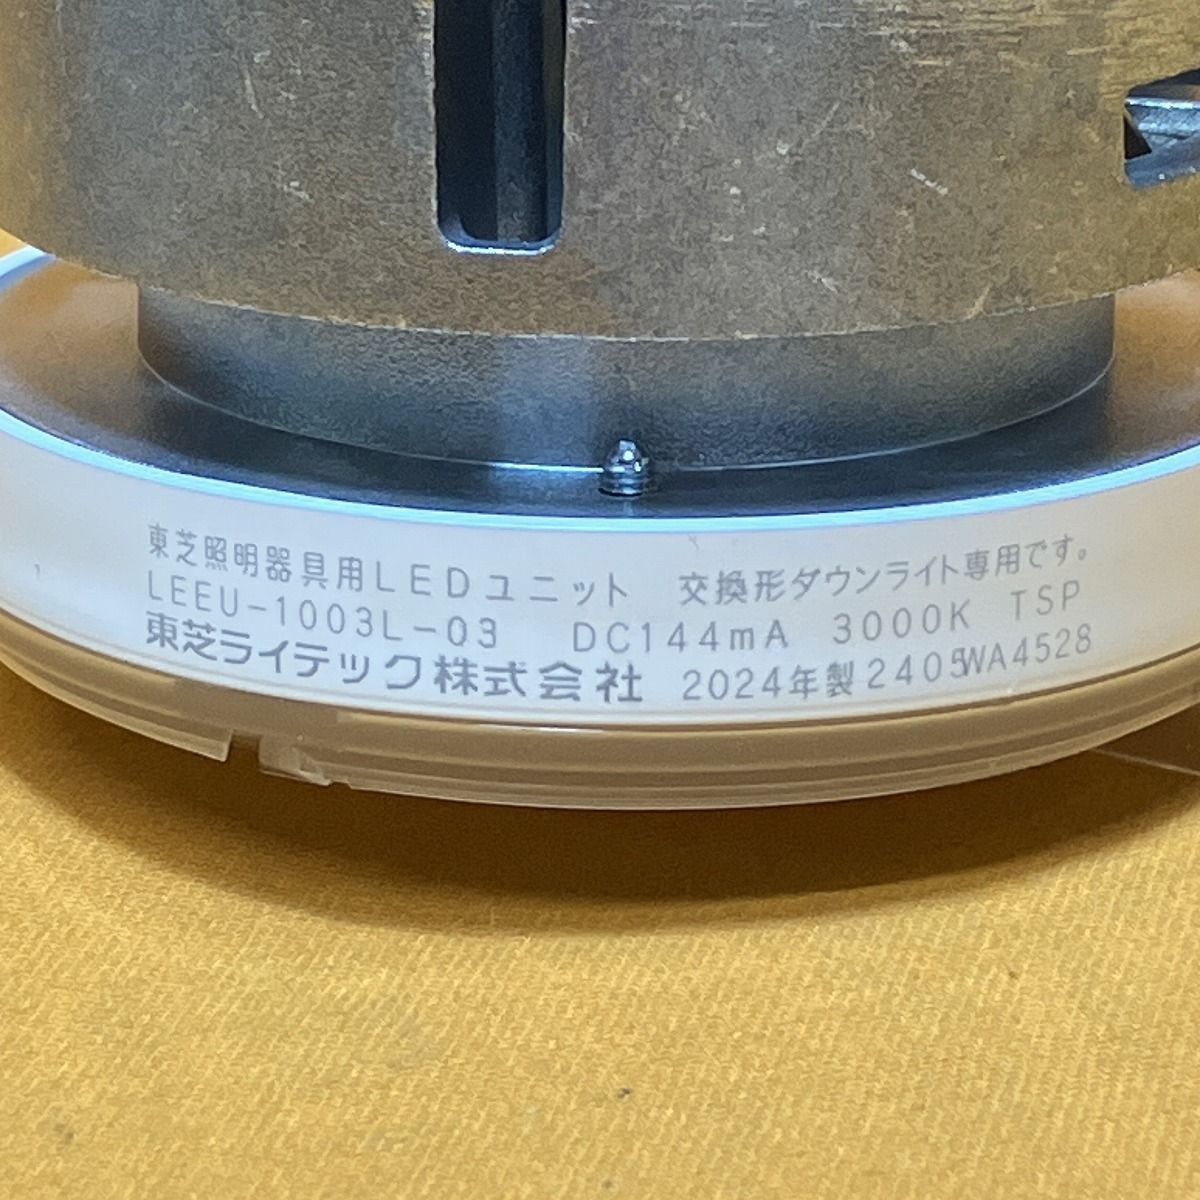 東芝照明器具用LEDユニット　交換形ダウンライト専用です。
LEEU-1003L-03　DC144mA　3000K　TSP
東芝ライテック株式会社　2024年製2405WA4528